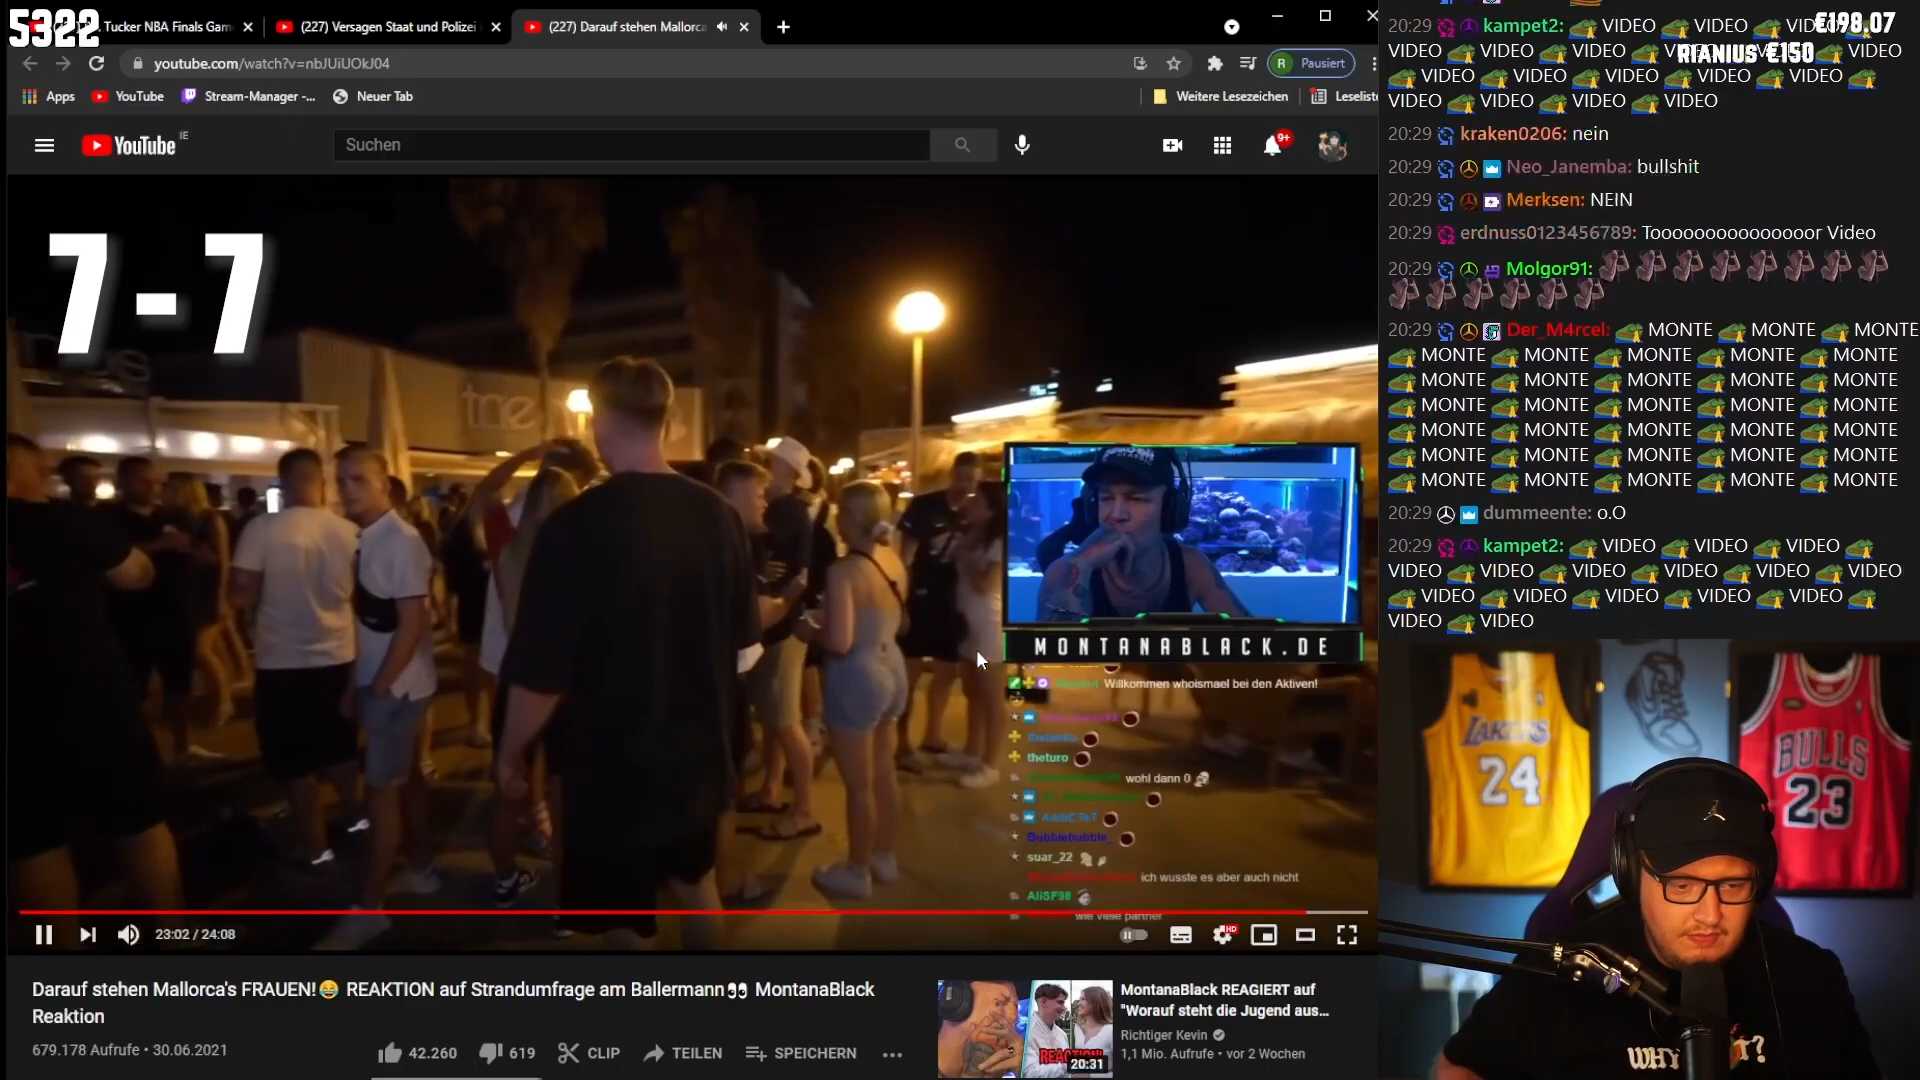 5322
Tucker NBA Finals Gam
(227) Versagen Staat und Polizei
(227) Darauf stehen Mallorca
youtube.com/watch?v=nbJUiUOkJ04
R Pausiert
Apps
YouTube
Stream-Manager -...
Neuer Tab
Weitere Lesezeichen
Leseliste
YouTube IE
Suchen
9+
7 - 7
MONTANABLACK.DE
Willkommen whoismael bei den Aktiven!
theturo
wohl dann 0
AddiCTeT
Bubblebubble_
suar_22
ich wusste es aber auch nicht
AliSF98
wie viele partner
23:02 / 24:08
HD
Darauf stehen Mallorca's FRAUEN!😂 REAKTION auf Strandumfrage am Ballermann👀 MontanaBlack
Reaktion
679.178 Aufrufe • 30.06.2021
42.260
619
CLIP
TEILEN
SPEICHERN
REACTION!
20:31
MontanaBlack REAGIERT auf
"Worauf steht die Jugend aus...
Richtiger Kevin
1,1 Mio. Aufrufe • vor 2 Wochen
€198.07
RIANIUS €150
20:29 kampet2: VIDEO VIDEO VIDEO
VIDEO VIDEO VIDEO VIDEO VIDEO
VIDEO VIDEO VIDEO VIDEO VIDEO
VIDEO VIDEO VIDEO VIDEO
20:29 kraken0206: nein
20:29 Neo_Janemba: bullshit
20:29 Merksen: NEIN
20:29 erdnuss0123456789: Tooooooooooooooor Video
20:29 Molgor91:
20:29 Der_M4rcel: MONTE MONTE MONTE
MONTE MONTE MONTE MONTE MONTE
MONTE MONTE MONTE MONTE MONTE
MONTE MONTE MONTE MONTE MONTE
MONTE MONTE MONTE MONTE MONTE
MONTE MONTE MONTE MONTE MONTE
MONTE MONTE MONTE MONTE MONTE
20:29 dummeente: o.O
20:29 kampet2: VIDEO VIDEO VIDEO
VIDEO VIDEO VIDEO VIDEO VIDEO VIDEO
VIDEO VIDEO VIDEO VIDEO VIDEO
VIDEO VIDEO
LAKERS
24
BULLS
23
WHY
?